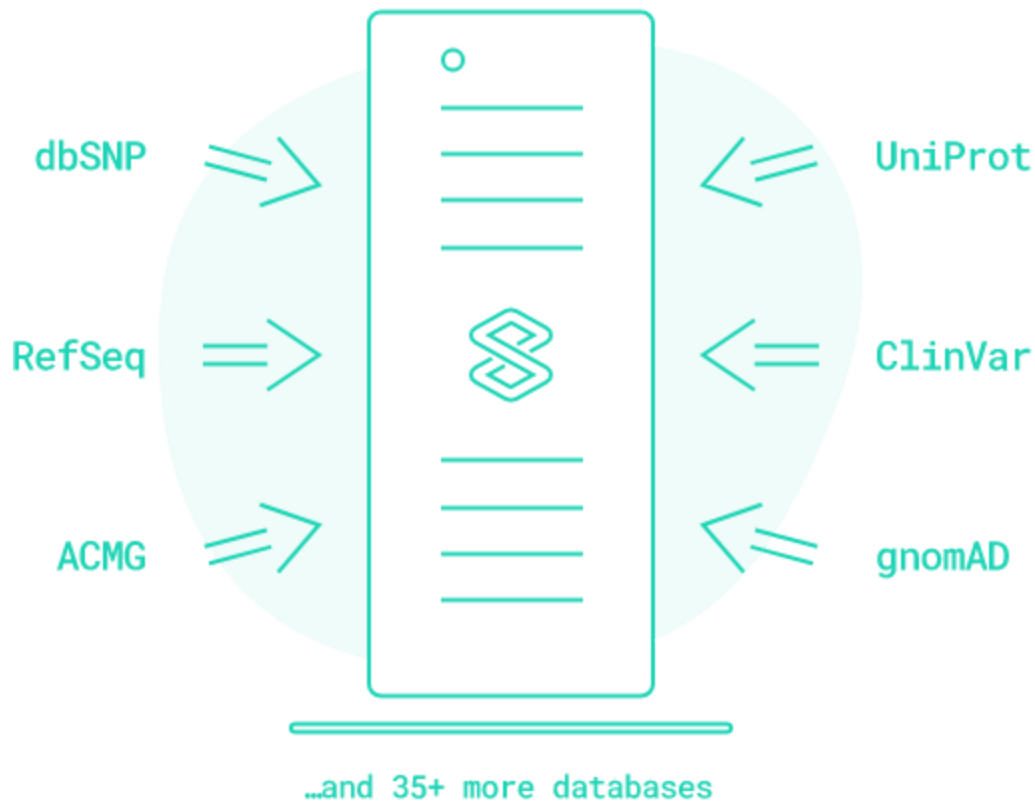 dbSNP
UniProt
RefSeq
ClinVar
ACMG
gnomAD
…and 35+ more databases